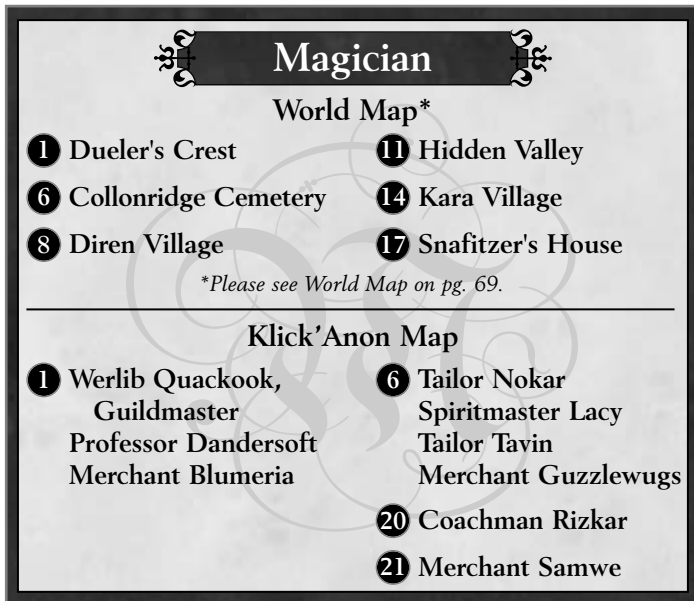 Magician
World Map*
1 Dueler's Crest
6 Collonridge Cemetery
8 Diren Village
11 Hidden Valley
14 Kara Village
17 Snafitzer's House
*Please see World Map on pg. 69.
Klick'Anon Map
1 Werlib Quackook,
Guildmaster
Professor Dandersoft
Merchant Blumeria
6 Tailor Nokar
Spiritmaster Lacy
Tailor Tavin
Merchant Guzzlewugs
20 Coachman Rizkar
21 Merchant Samwe